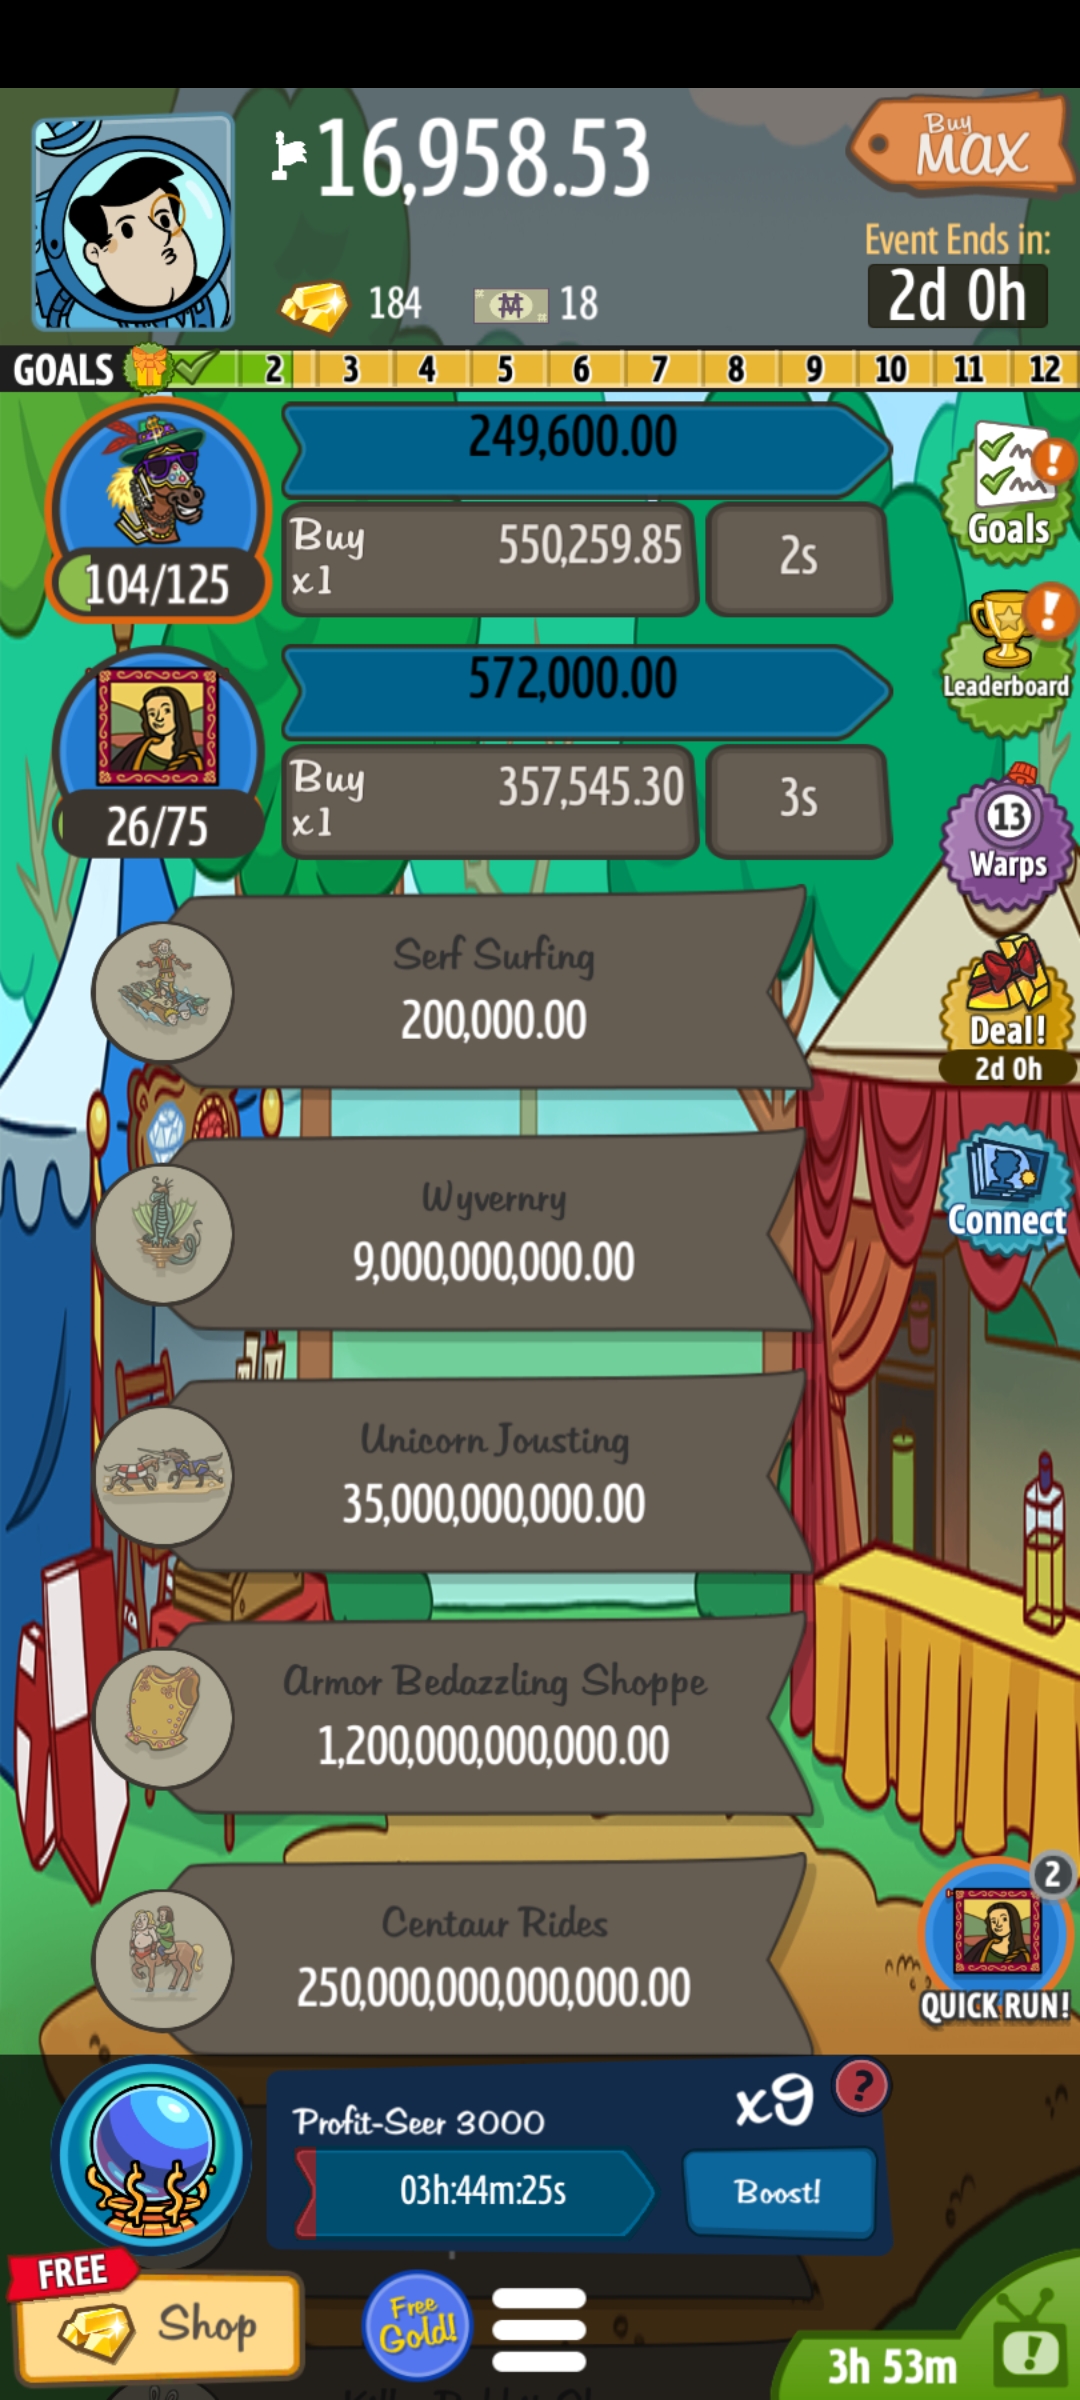 16,958.53
Buy
MAX
Event Ends in:
2d 0h
184
18
GOALS 2 3 4 5 6 7 8 9 10 11 12
249,600.00
Buy
x1
550,259.85
2s
104/125
Goals
572,000.00
Buy
x1
357,545.30
3s
26/75
Leaderboard
13
Warps
Serf Surfing
200,000.00
Deal!
2d 0h
Wyvernry
9,000,000,000.00
Connect
Unicorn Jousting
35,000,000,000.00
Armor Bedazzling Shoppe
1,200,000,000,000.00
Centaur Rides
250,000,000,000,000.00
2
QUICK RUN!
Profit-Seer 3000
x9
?
03h:44m:25s
Boost!
FREE
Shop
Free
Gold!
3h 53m